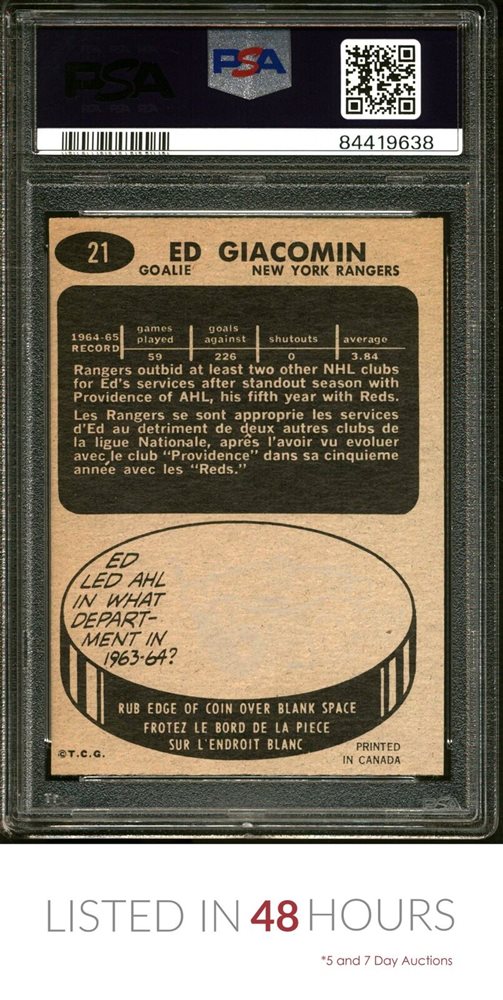 PSA
PSA
84419638
21
ED GIACOMIN
GOALIE NEW YORK RANGERS
1964-65 RECORD games played goals against shutouts average
59 226 0 3.84
Rangers outbid at least two other NHL clubs
for Ed's services after standout season with
Providence of AHL, his fifth year with Reds.
Les Rangers se sont approprie les services
d'Ed au detriment de deux autres clubs de
la ligue Nationale, aprés l'avoir vu evoluer
avec le club "Providence" dans sa cinquieme
année avec les "Reds."
ED
LED AHL
IN WHAT
DEPART-
MENT IN
1963-64?
RUB EDGE OF COIN OVER BLANK SPACE
FROTEZ LE BORD DE LA PIECE
SUR L'ENDROIT BLANC
©T.C.G.
PRINTED
IN CANADA
PSA
LISTED IN 48 HOURS
*5 and 7 Day Auctions